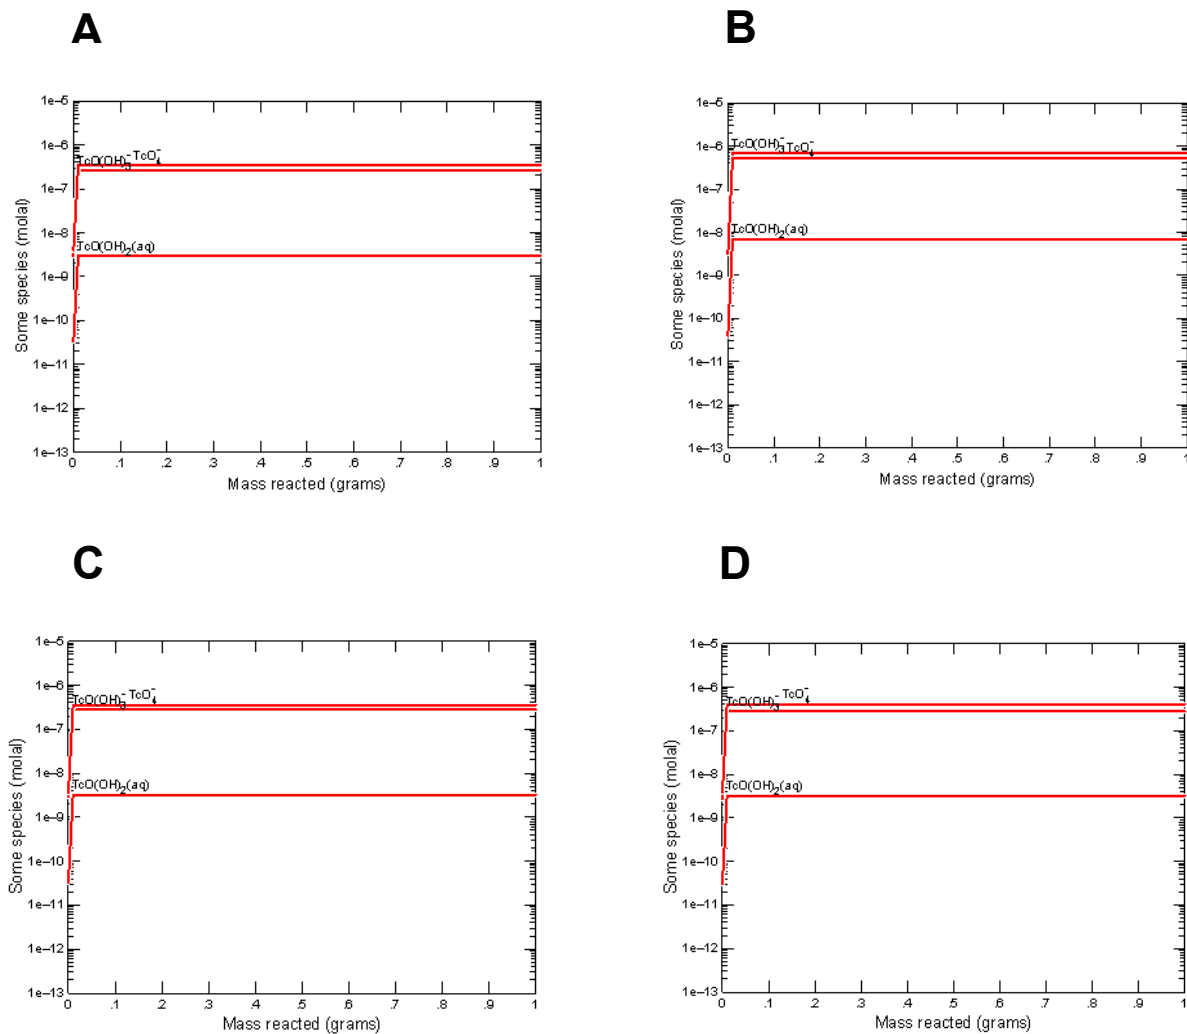 A
1e–5
1e–6
1e–7
1e–8
1e–9
1e–10
1e–11
1e–12
1e–13
Some species (molal)
TcO(OH)₃⁻ TcO₄⁻
TcO(OH)₂(aq)
0 .1 .2 .3 .4 .5 .6 .7 .8 .9 1
Mass reacted (grams)
B
1e–5
1e–6
1e–7
1e–8
1e–9
1e–10
1e–11
1e–12
1e–13
Some species (molal)
TcO(OH)₃⁻ TcO₄⁻
TcO(OH)₂(aq)
0 .1 .2 .3 .4 .5 .6 .7 .8 .9 1
Mass reacted (grams)
C
1e–5
1e–6
1e–7
1e–8
1e–9
1e–10
1e–11
1e–12
1e–13
Some species (molal)
TcO(OH)₃⁻ TcO₄⁻
TcO(OH)₂(aq)
0 .1 .2 .3 .4 .5 .6 .7 .8 .9 1
Mass reacted (grams)
D
1e–5
1e–6
1e–7
1e–8
1e–9
1e–10
1e–11
1e–12
1e–13
Some species (molal)
TcO(OH)₃⁻ TcO₄⁻
TcO(OH)₂(aq)
0 .1 .2 .3 .4 .5 .6 .7 .8 .9 1
Mass reacted (grams)